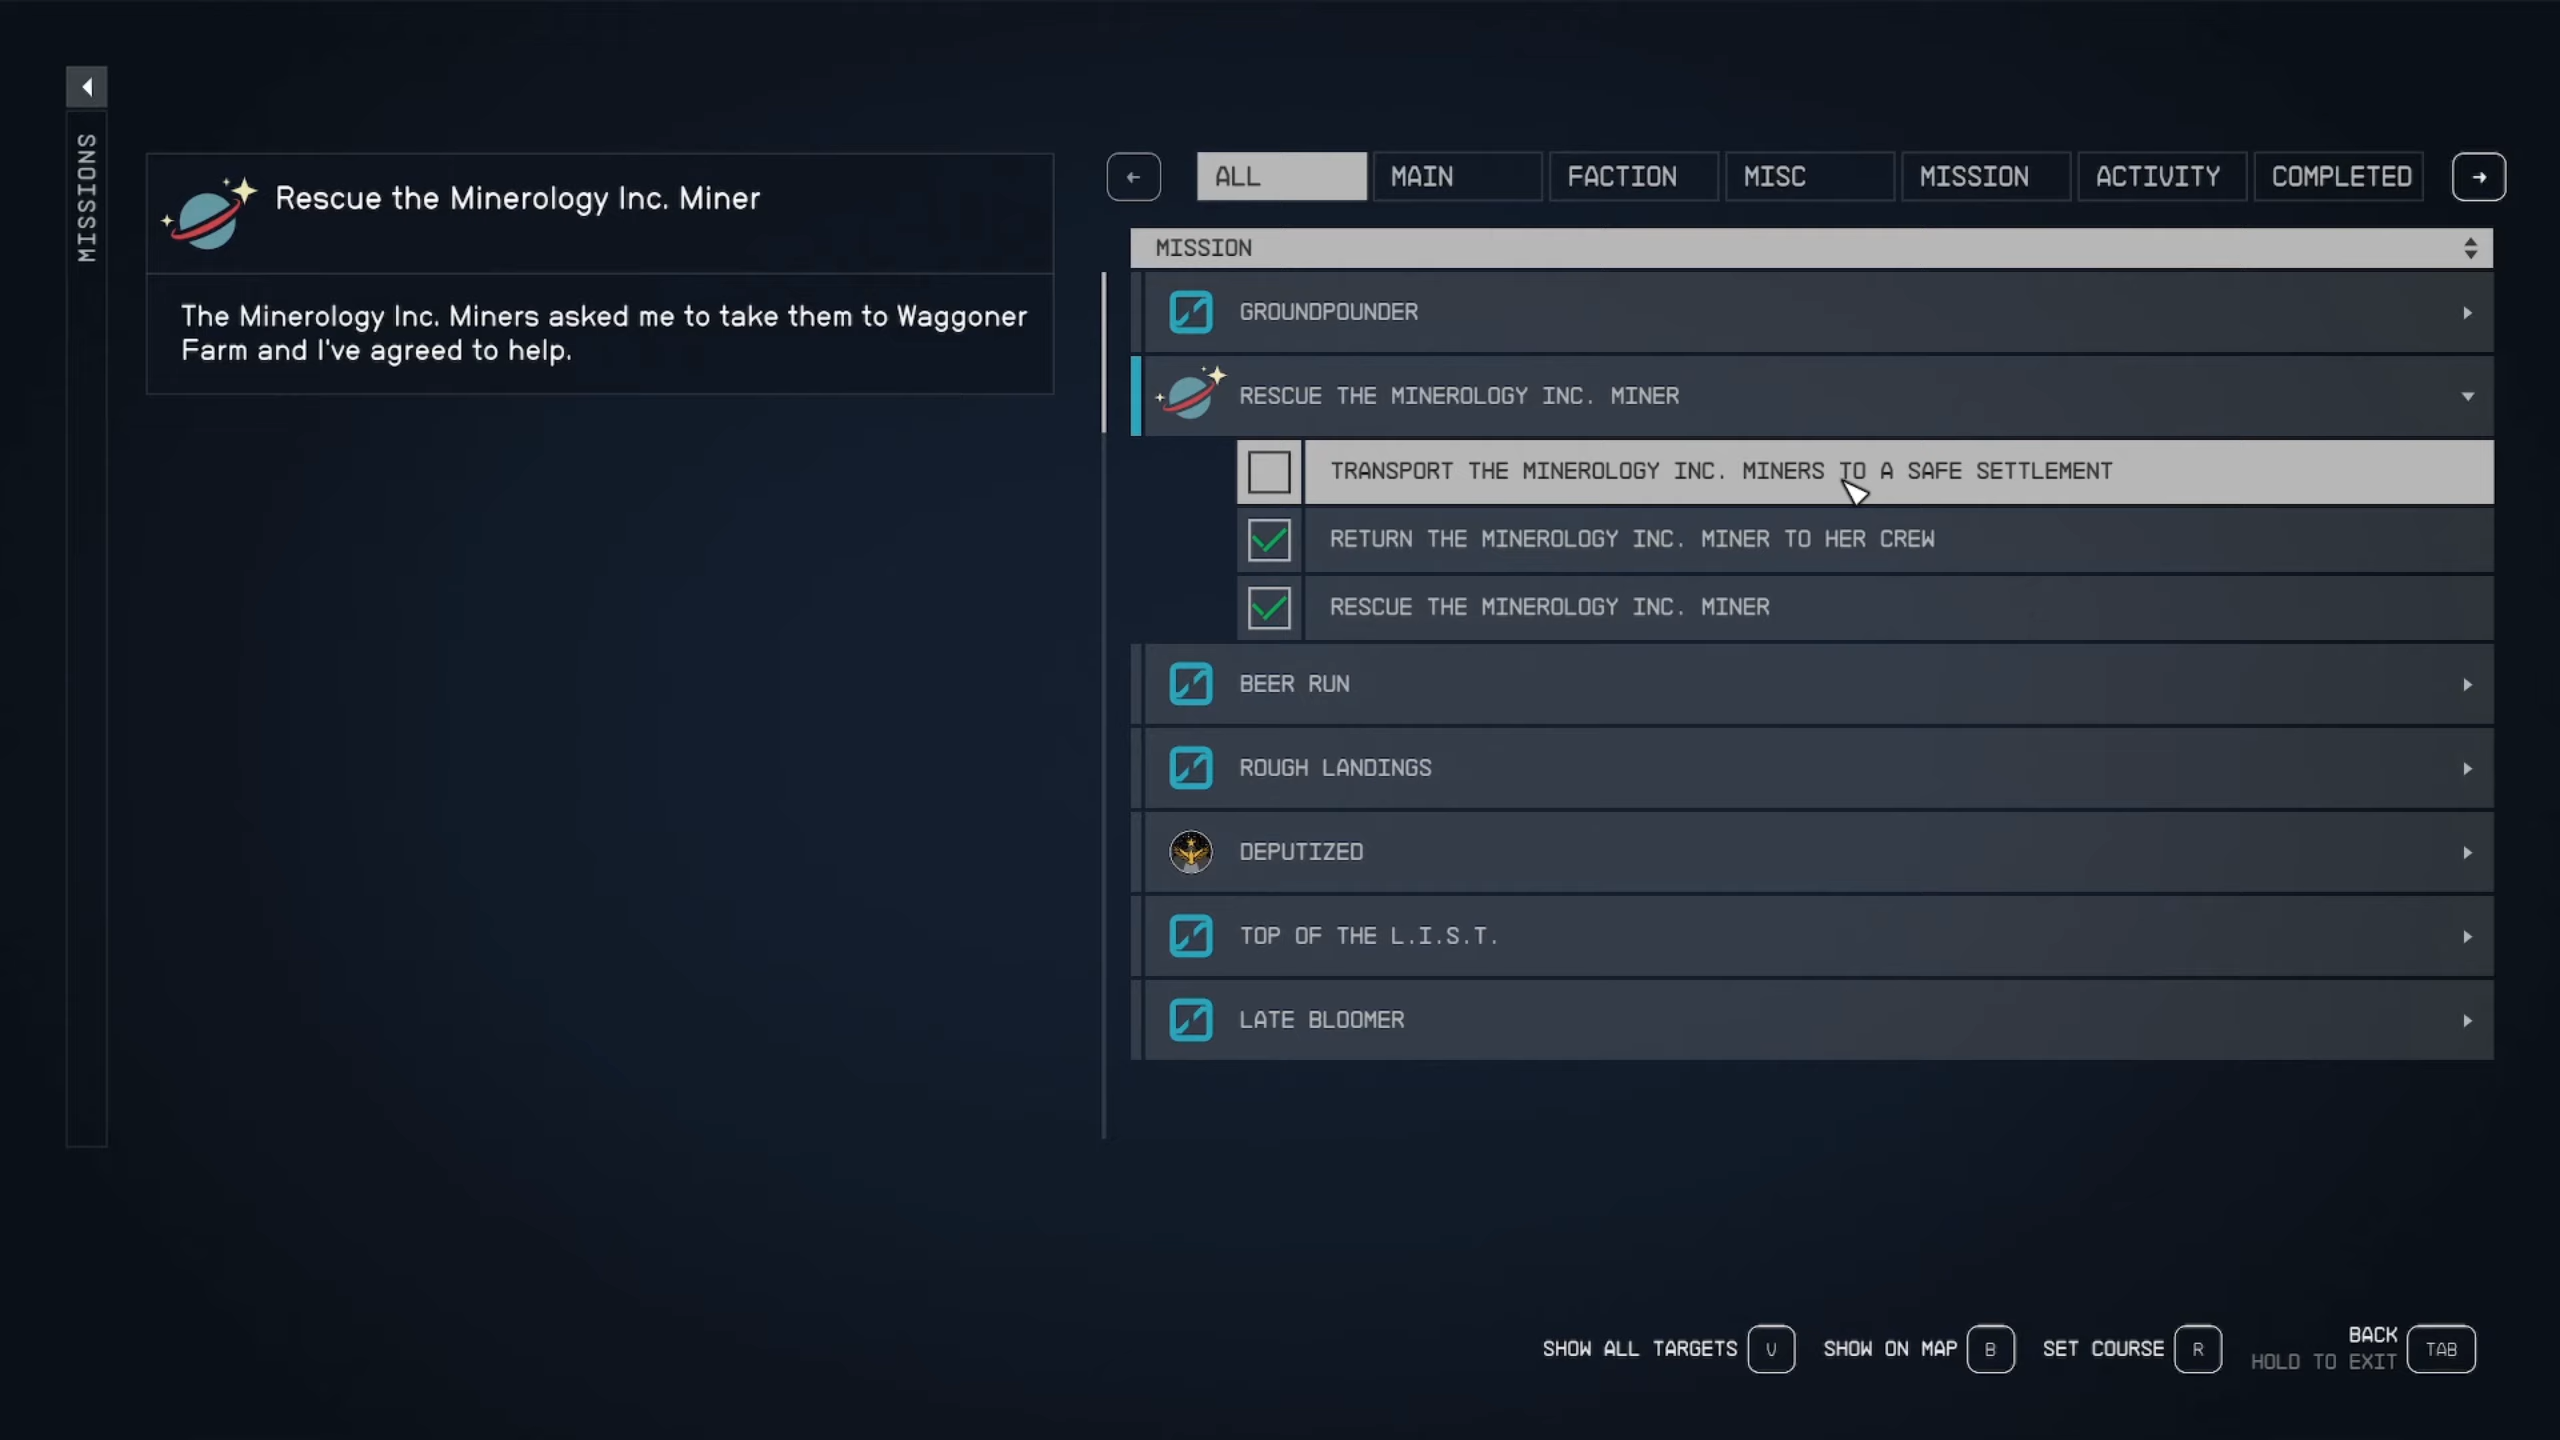 MISSIONS
Rescue the Minerology Inc. Miner
The Minerology Inc. Miners asked me to take them to Waggoner
Farm and I've agreed to help.
ALL MAIN FACTION MISC MISSION ACTIVITY COMPLETED
MISSION
GROUNDPOUNDER
RESCUE THE MINEROLOGY INC. MINER
TRANSPORT THE MINEROLOGY INC. MINERS TO A SAFE SETTLEMENT
RETURN THE MINEROLOGY INC. MINER TO HER CREW
RESCUE THE MINEROLOGY INC. MINER
BEER RUN
ROUGH LANDINGS
DEPUTIZED
TOP OF THE L.I.S.T.
LATE BLOOMER
SHOW ALL TARGETS V SHOW ON MAP B SET COURSE R BACK TAB
HOLD TO EXIT